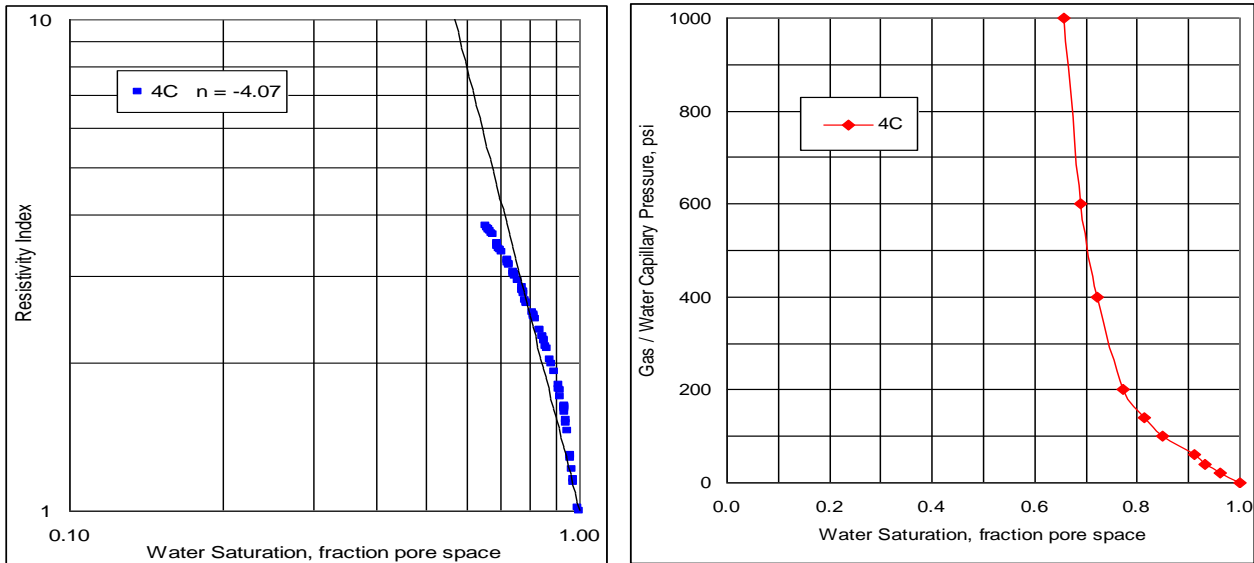 10
4C n = -4.07
Resistivity Index
1
0.10
1.00
Water Saturation, fraction pore space
1000
800
600
400
200
0
4C
Gas / Water Capillary Pressure, psi
0.0
0.2
0.4
0.6
0.8
1.0
Water Saturation, fraction pore space